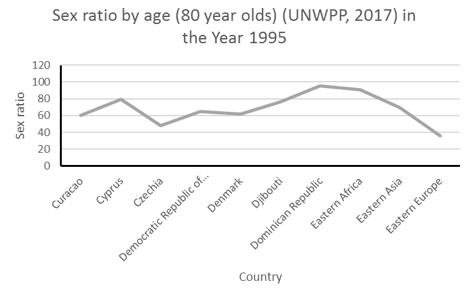 Sex ratio by age (80 year olds) (UNWPP, 2017) in
the Year 1995
120
100
80
60
40
20
0
Sex ratio
Curacao
Cyprus
Czechia
Democratic Republic of...
Denmark
Djibouti
Dominican Republic
Eastern Africa
Eastern Asia
Eastern Europe
Country